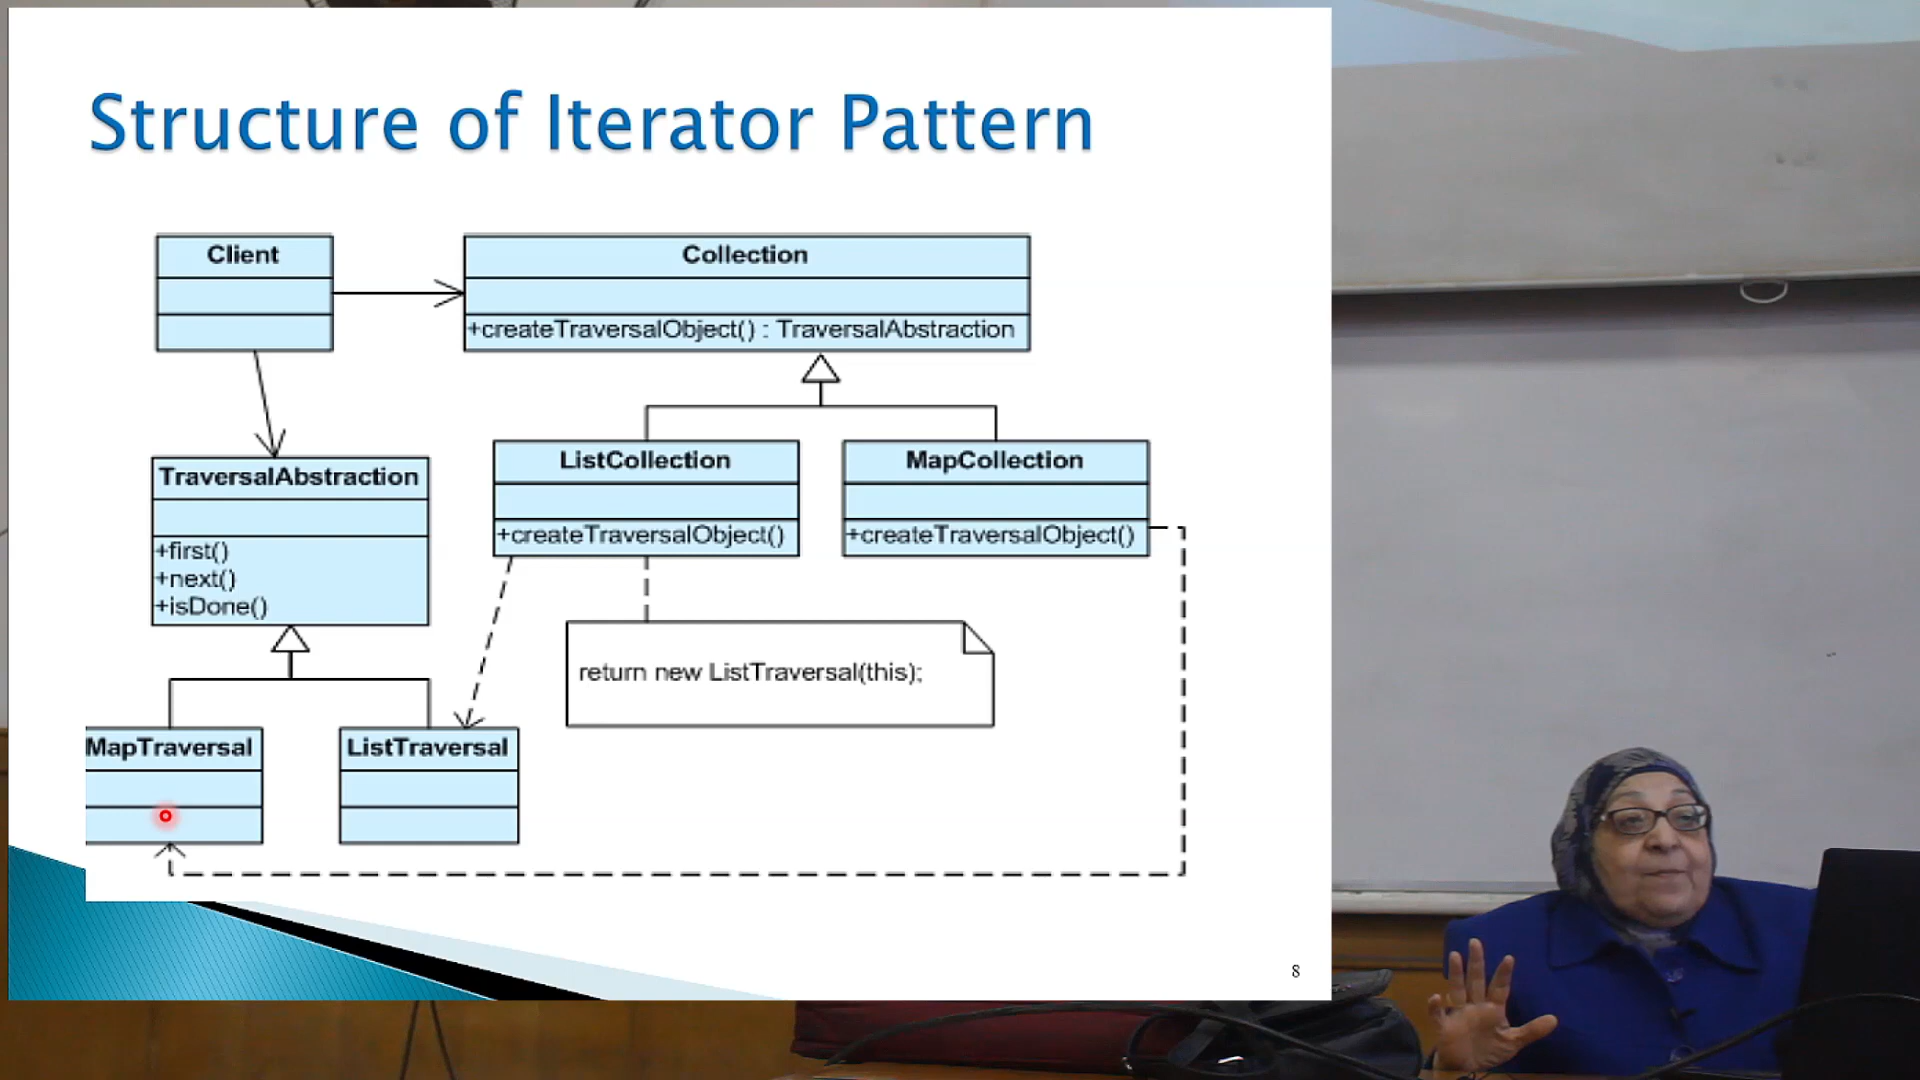 Structure of Iterator Pattern
Client
Collection
+createTraversalObject() : TraversalAbstraction
TraversalAbstraction
+first()
+next()
+isDone()
ListCollection
+createTraversalObject()
MapCollection
+createTraversalObject()
return new ListTraversal(this);
MapTraversal
ListTraversal
8